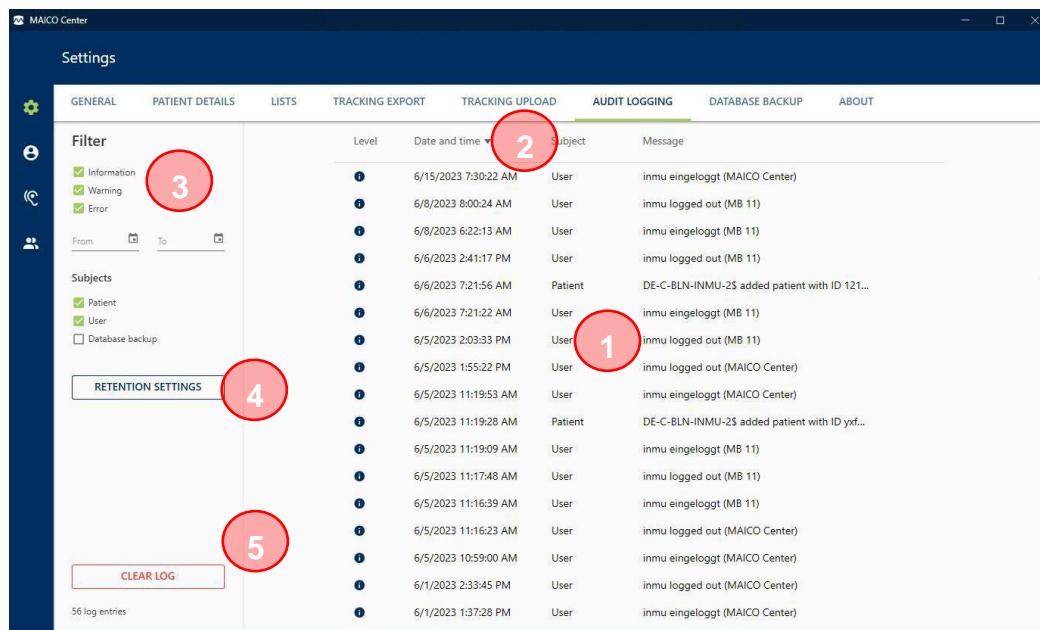 MAICO Center
Settings
GENERAL PATIENT DETAILS LISTS TRACKING EXPORT TRACKING UPLOAD AUDIT LOGGING DATABASE BACKUP ABOUT
Filter
Information
Warning
Error
3
From To
Subjects
Patient
User
Database backup
RETENTION SETTINGS
4
5
CLEAR LOG
56 log entries
Level Date and time Subject Message
2
6/15/2023 7:30:22 AM User inmu eingeloggt (MAICO Center)
6/8/2023 8:00:24 AM User inmu logged out (MB 11)
6/8/2023 6:22:13 AM User inmu eingeloggt (MB 11)
6/6/2023 2:41:17 PM User inmu logged out (MB 11)
6/6/2023 7:21:56 AM Patient DE-C-BLN-INMU-2$ added patient with ID 121...
6/6/2023 7:21:22 AM User inmu eingeloggt (MB 11)
6/5/2023 2:03:33 PM User inmu logged out (MB 11)
1
6/5/2023 1:55:22 PM User inmu logged out (MAICO Center)
6/5/2023 11:19:53 AM User inmu eingeloggt (MAICO Center)
6/5/2023 11:19:28 AM Patient DE-C-BLN-INMU-2$ added patient with ID yxf...
6/5/2023 11:19:09 AM User inmu eingeloggt (MB 11)
6/5/2023 11:17:48 AM User inmu logged out (MB 11)
6/5/2023 11:16:39 AM User inmu eingeloggt (MB 11)
6/5/2023 11:16:23 AM User inmu logged out (MAICO Center)
6/5/2023 10:59:00 AM User inmu eingeloggt (MAICO Center)
6/1/2023 2:33:45 PM User inmu logged out (MAICO Center)
6/1/2023 1:37:28 PM User inmu eingeloggt (MAICO Center)